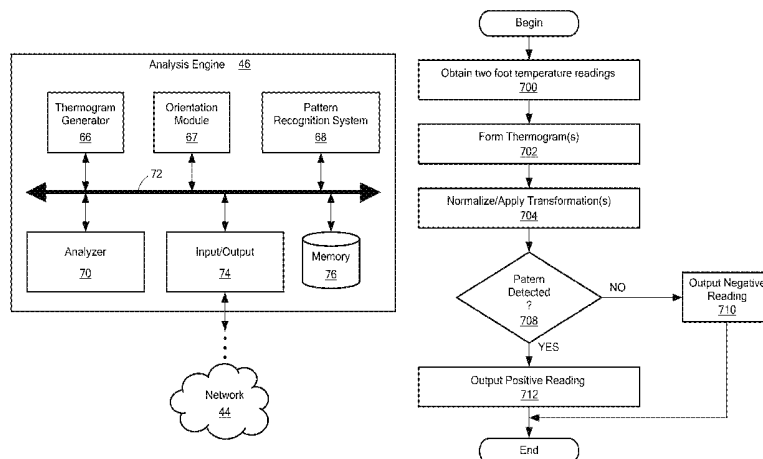 Analysis Engine 46
Thermogram
Generator
66
Orientation
Module
67
Pattern
Recognition System
68
72
Analyzer
70
Input/Output
74
Memory
76
Network
44
Begin
Obtain two foot temperature readings
700
Form Thermogram(s)
702
Normalize/Apply Transformation(s)
704
Patern
Detected
?
708
NO
Output Negative
Reading
710
YES
Output Positive Reading
712
End